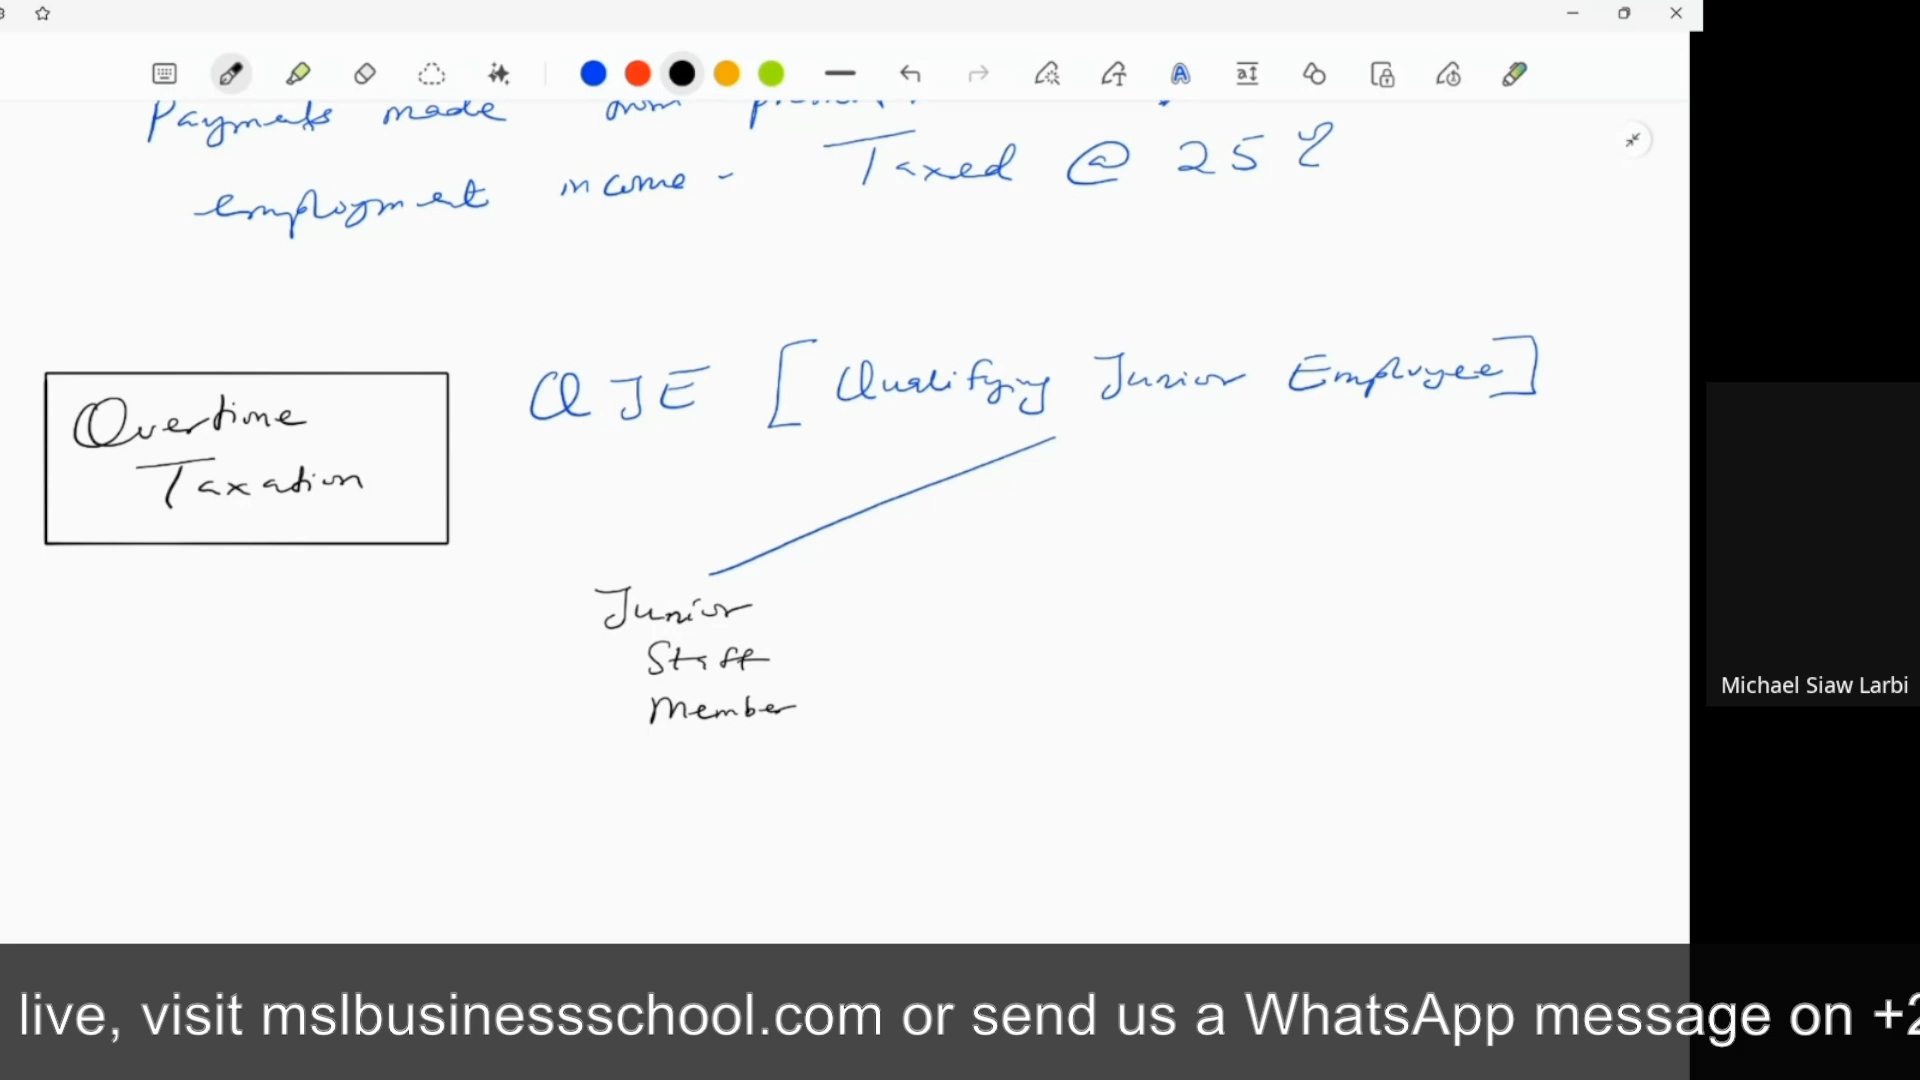 Payments made from
employment income - Taxed @ 25%
QJE [Qualifying Junior Employee]
Overtime
Taxation
Junior
Staff
Member
Michael Siaw Larbi
live, visit mslbusinessschool.com or send us a WhatsApp message on +2